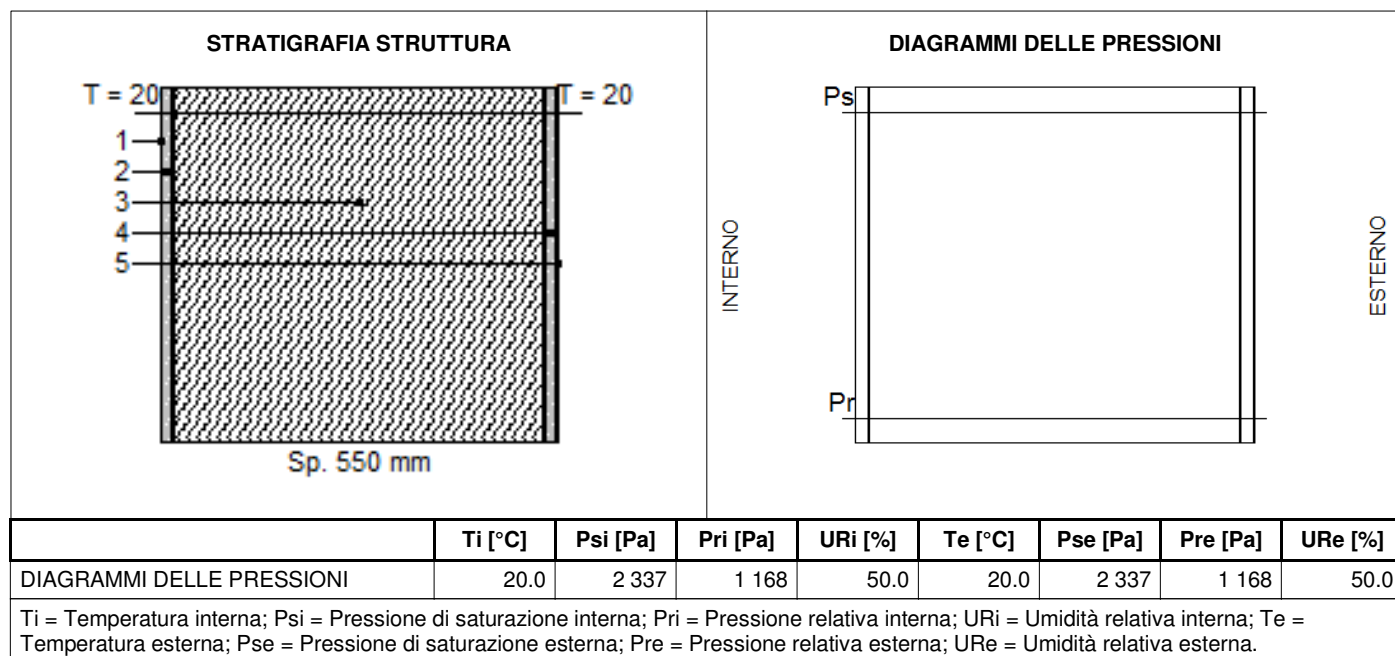 STRATIGRAFIA STRUTTURA
T = 20
T = 20
1
2
3
4
5
Sp. 550 mm
DIAGRAMMI DELLE PRESSIONI
Ps
Pr
INTERNO
ESTERNO
Ti [°C] Psi [Pa] Pri [Pa] URi [%] Te [°C] Pse [Pa] Pre [Pa] URe [%]
DIAGRAMMI DELLE PRESSIONI 20.0 2 337 1 168 50.0 20.0 2 337 1 168 50.0
Ti = Temperatura interna; Psi = Pressione di saturazione interna; Pri = Pressione relativa interna; URi = Umidità relativa interna; Te =
Temperatura esterna; Pse = Pressione di saturazione esterna; Pre = Pressione relativa esterna; URe = Umidità relativa esterna.